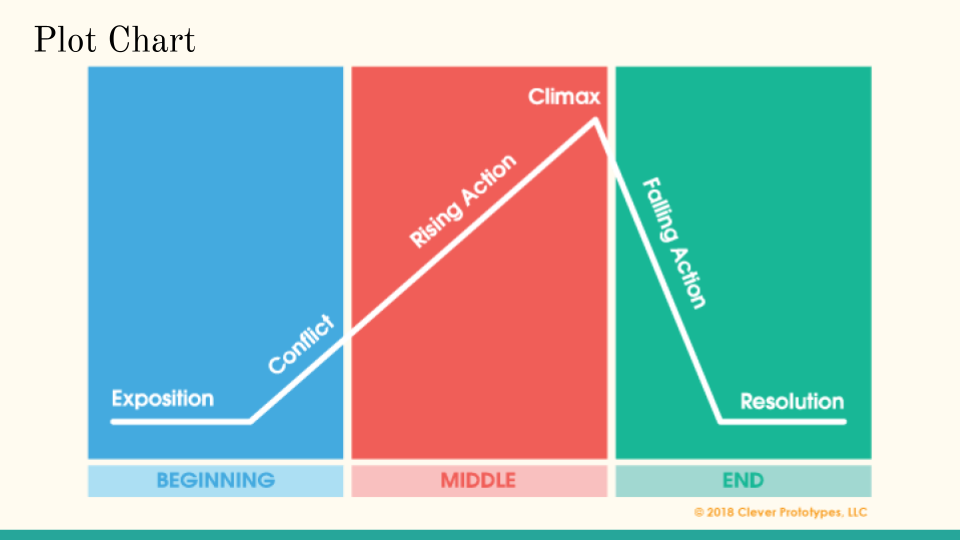 Plot Chart
Climax
Rising Action
Falling Action
Conflict
Exposition
Resolution
BEGINNING
MIDDLE
END
© 2018 Clever Prototypes, LLC